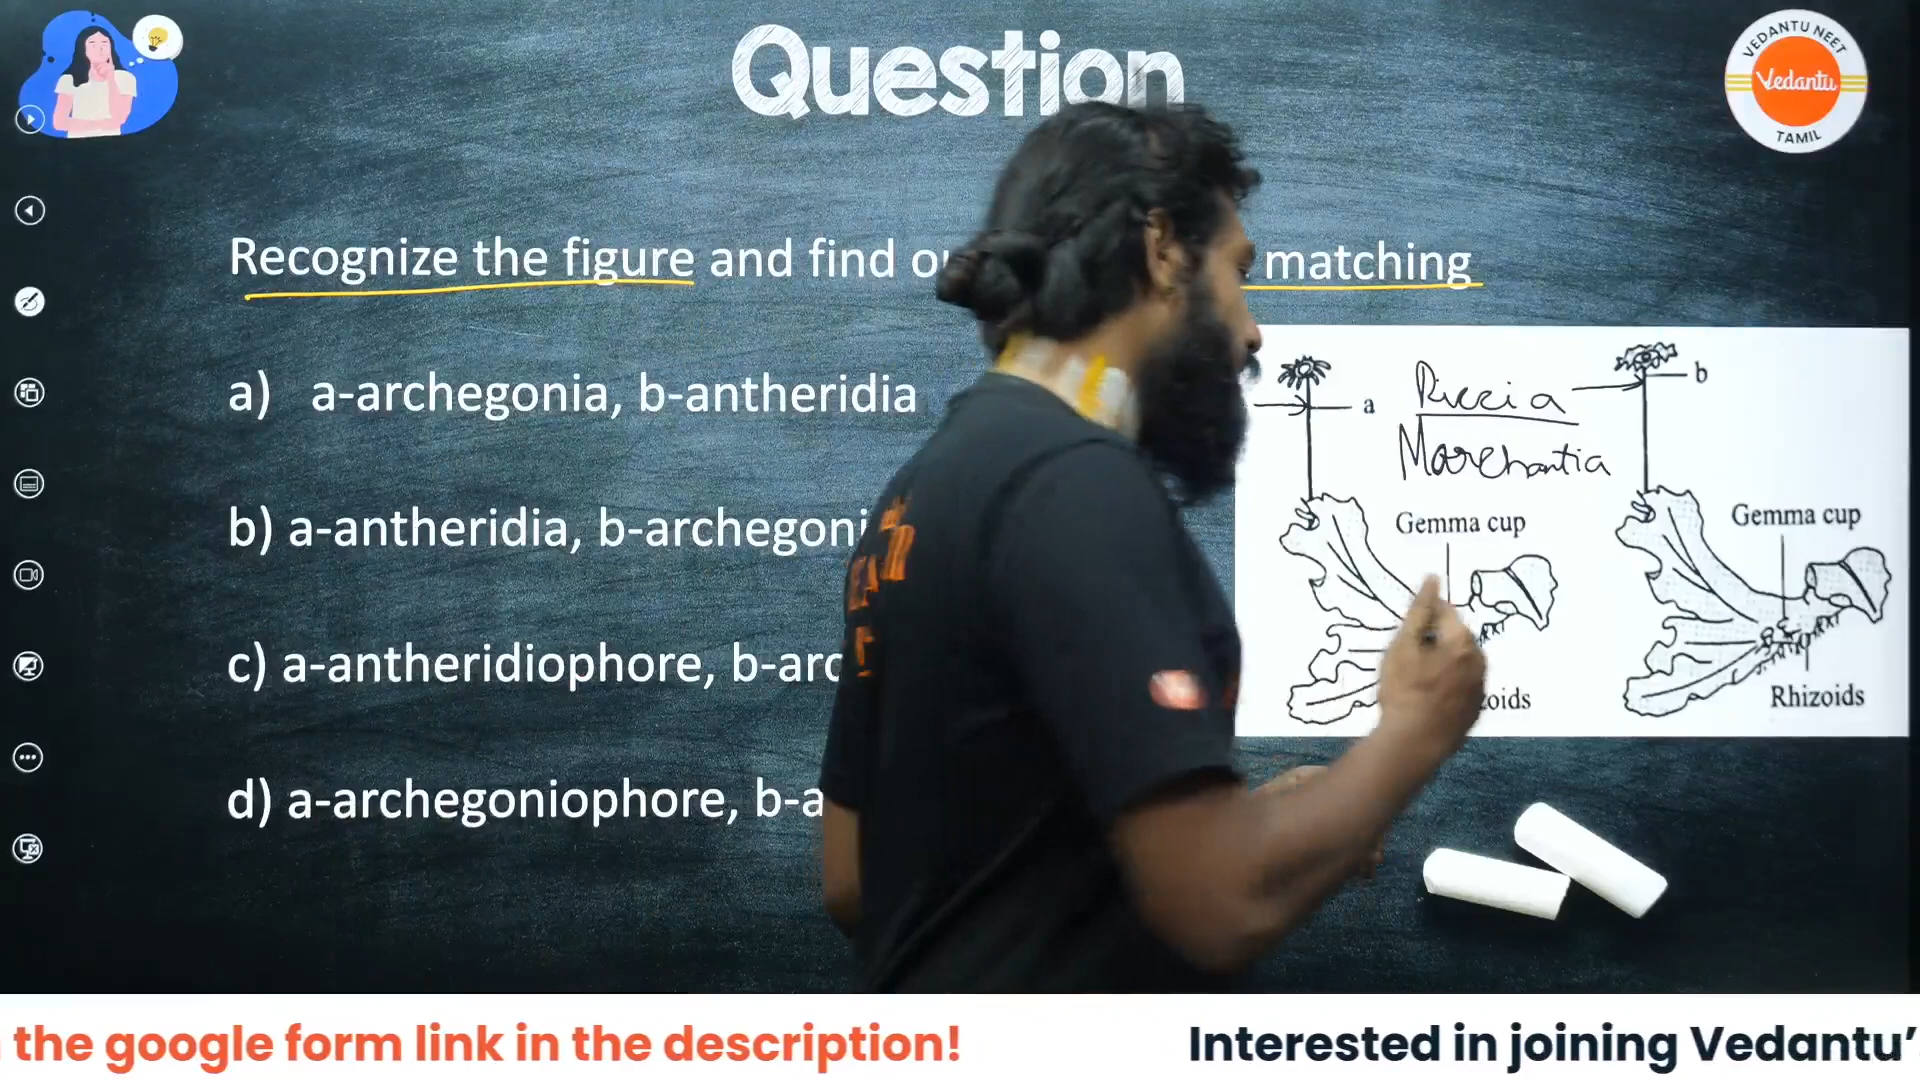 Question
VEDANTU NEET
Vedantu
TAMIL
Recognize the figure and find matching
a) a-archegonia, b-antheridia
b) a-antheridia, b-archegoni
c) a-antheridiophore, b-arc
d) a-archegoniophore, b-a
a
Riccia
Marchantia
b
Gemma cup
Gemma cup
zoids
Rhizoids
the google form link in the description!
Interested in joining Vedantu'